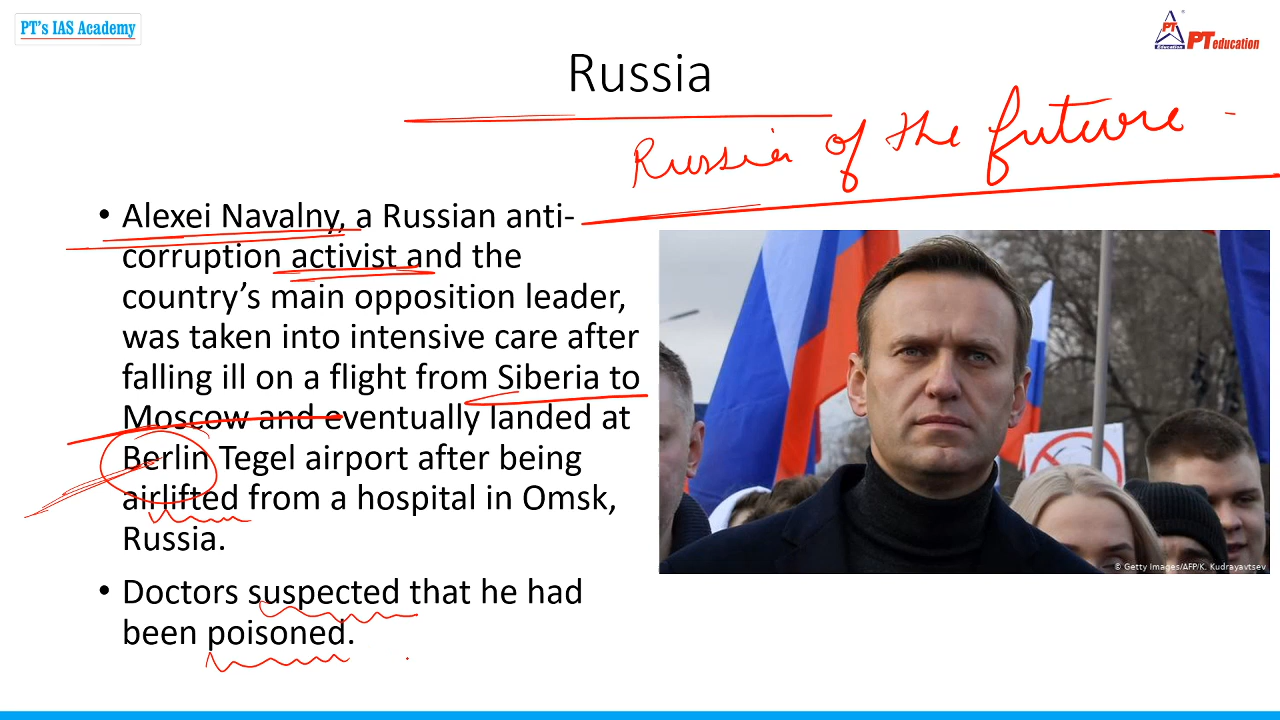 PT's IAS Academy
PT
Education
PT education
Russia
Russia of the future -
• Alexei Navalny, a Russian anti-
corruption activist and the
country's main opposition leader,
was taken into intensive care after
falling ill on a flight from Siberia to
Moscow and eventually landed at
Berlin Tegel airport after being
airlifted from a hospital in Omsk,
Russia.
© Getty Images/AFP/K. Kudrayavtsev
• Doctors suspected that he had
been poisoned.